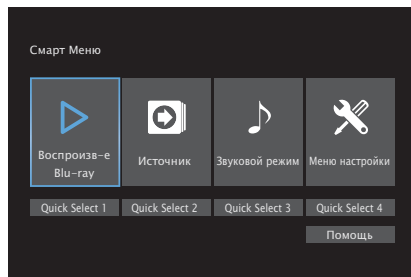 Смарт Меню
Воспроизв-е
Blu-ray
Источник
Звуковой режим
Меню настройки
Quick Select 1
Quick Select 2
Quick Select 3
Quick Select 4
Помощь